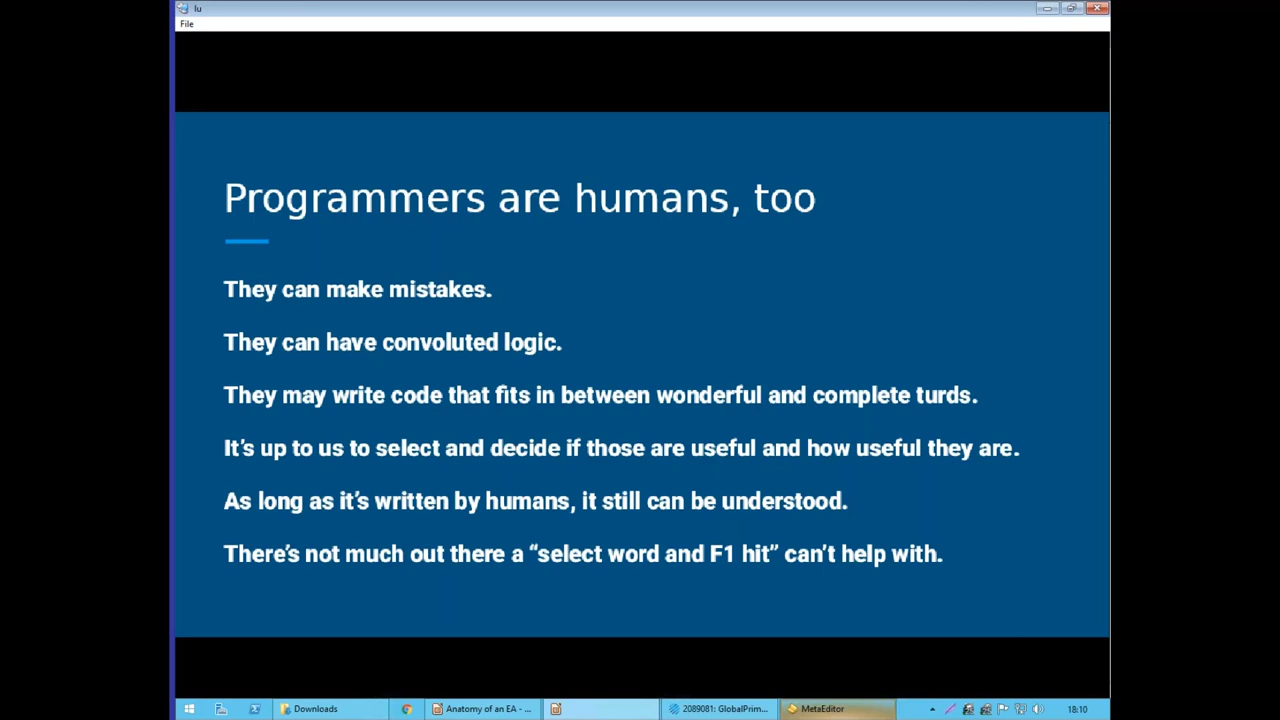 lu
File
Programmers are humans, too
They can make mistakes.
They can have convoluted logic.
They may write code that fits in between wonderful and complete turds.
It’s up to us to select and decide if those are useful and how useful they are.
As long as it’s written by humans, it still can be understood.
There’s not much out there a “select word and F1 hit” can’t help with.
Downloads
Anatomy of an EA - ...
2089081: GlobalPrim...
MetaEditor
18:10